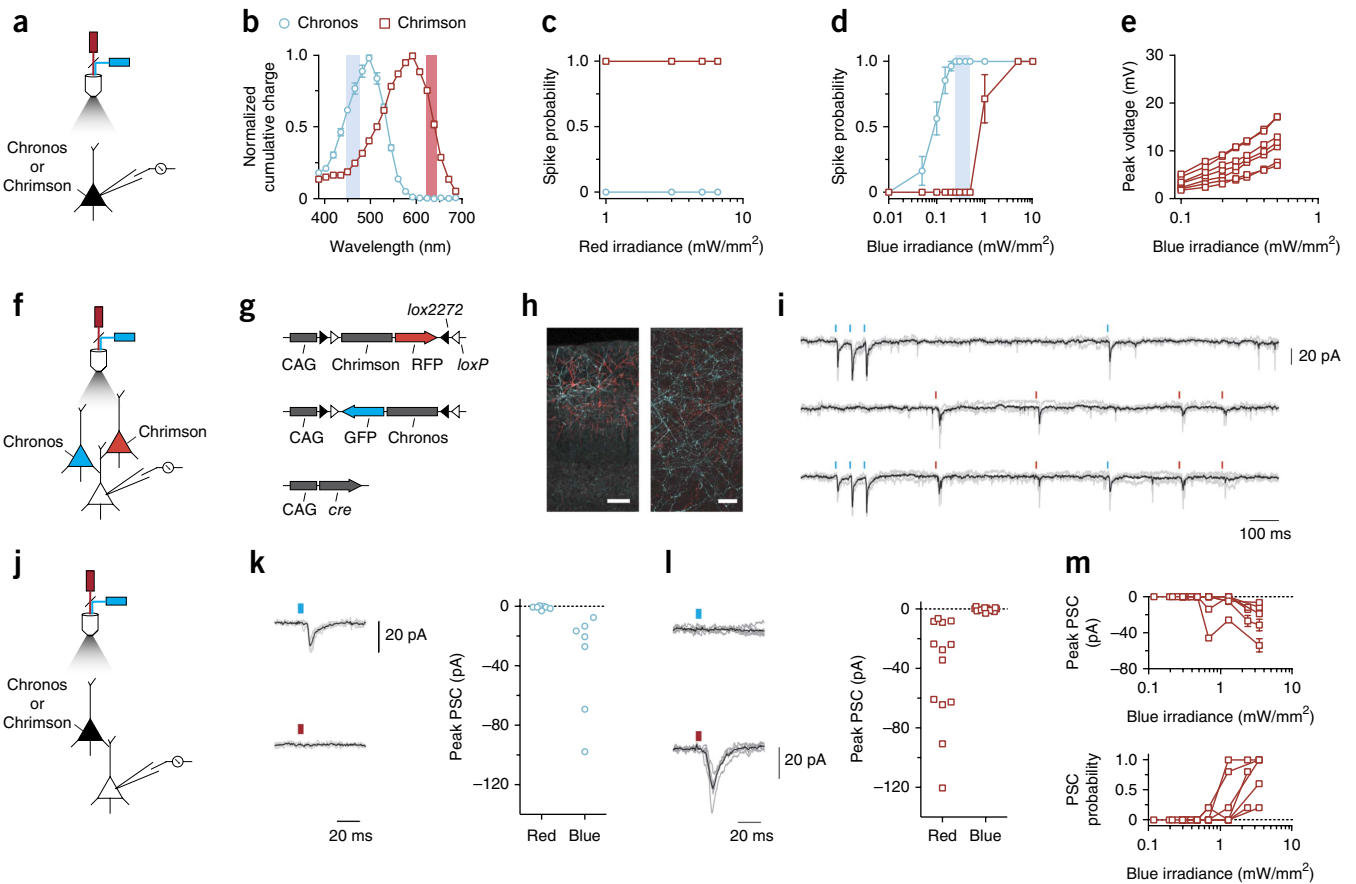 a
Chronos
or
Chrimson
b
Chronos
Chrimson
Normalized
cumulative charge
1.0
0.5
0
400
500
600
700
Wavelength (nm)
c
Spike probability
1.0
0.5
0
1
10
Red irradiance (mW/mm²)
d
Spike probability
1.0
0.5
0
0.01
0.1
1
10
Blue irradiance (mW/mm²)
e
Peak voltage (mV)
30
20
10
0
0.1
1
Blue irradiance (mW/mm²)
f
Chronos
Chrimson
g
lox2272
CAG
Chrimson
RFP
loxP
CAG
GFP
Chronos
CAG
cre
h
i
20 pA
100 ms
j
Chronos
or
Chrimson
k
20 pA
20 ms
Peak PSC (pA)
0
–40
–80
–120
Red
Blue
l
20 pA
20 ms
Peak PSC (pA)
0
–40
–80
–120
Red
Blue
m
Peak PSC
(pA)
0
–40
–80
0.1
1
10
Blue irradiance (mW/mm²)
PSC
probability
1.0
0.5
0
0.1
1
10
Blue irradiance (mW/mm²)